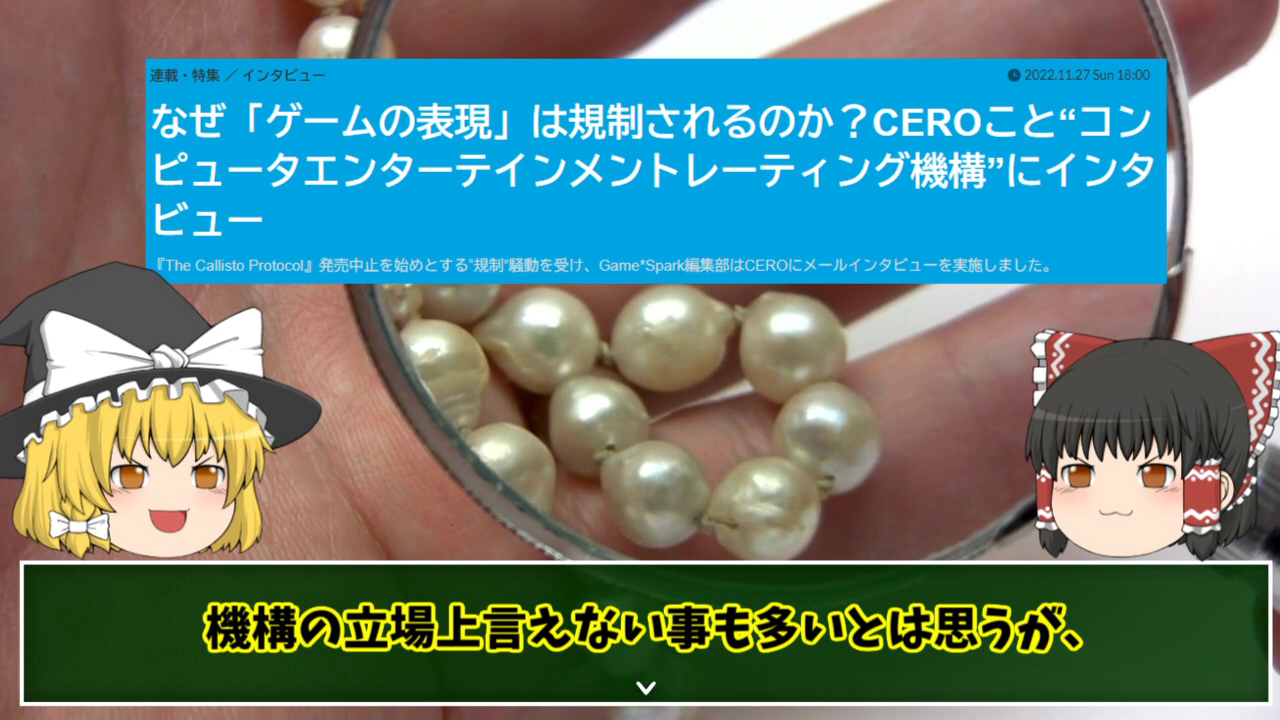 連載・特集 ／ インタビュー
2022.11.27 Sun 18:00
なぜ「ゲームの表現」は規制されるのか？CEROこと“コン
ピュータエンターテインメントレーティング機構”にインタ
ビュー
『The Callisto Protocol』発売中止を始めとする“規制”騒動を受け、Game*Spark編集部はCEROにメールインタビューを実施しました。
機構の立場上言えない事も多いとは思うが、